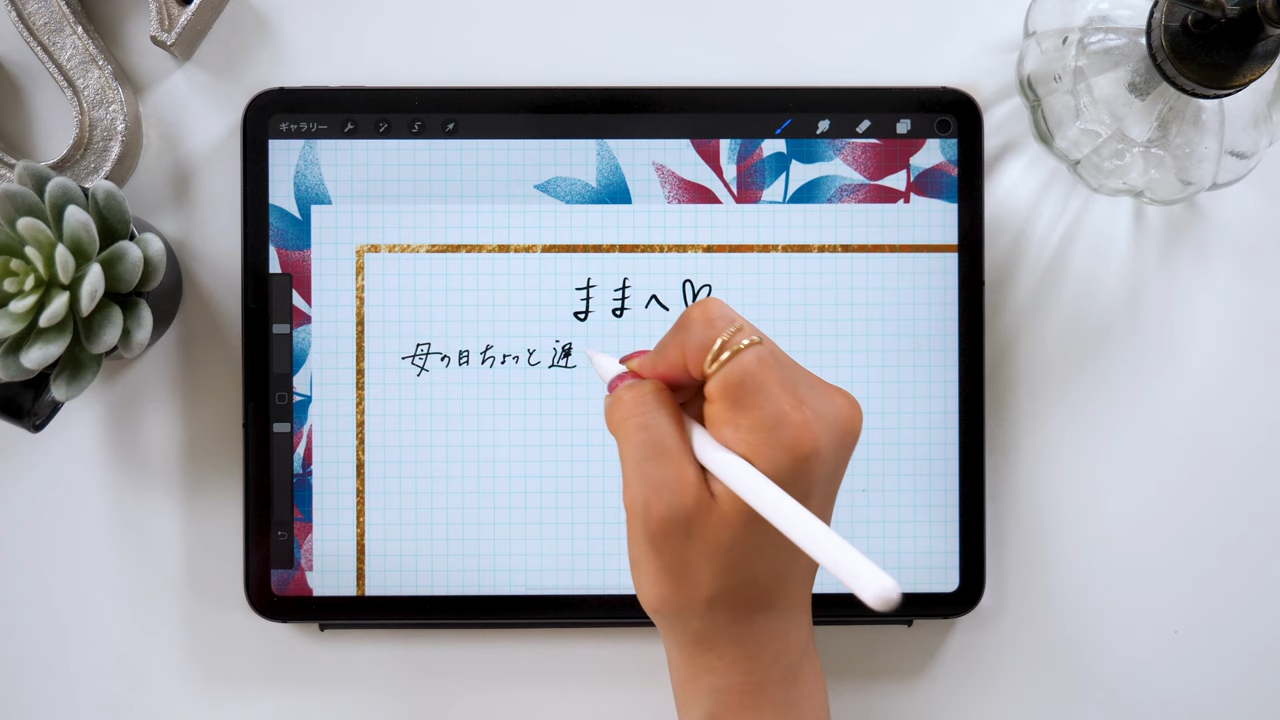 ギャラリー
ままへ♡
母の日ちょっと遅